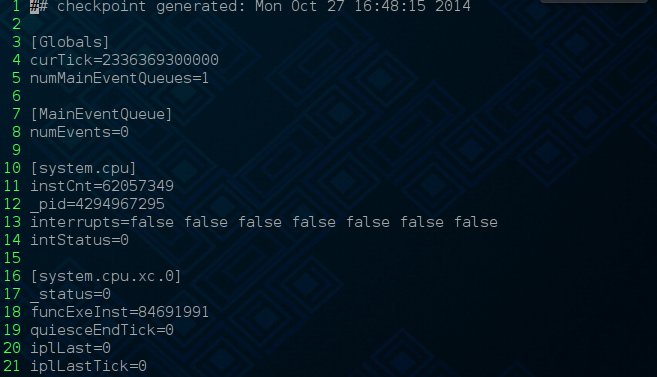 1 ## checkpoint generated: Mon Oct 27 16:48:15 2014
2
3 [Globals]
4 curTick=2336369300000
5 numMainEventQueues=1
6
7 [MainEventQueue]
8 numEvents=0
9
10 [system.cpu]
11 instCnt=62057349
12 _pid=4294967295
13 interrupts=false false false false false false false
14 intStatus=0
15
16 [system.cpu.xc.0]
17 _status=0
18 funcExeInst=84691991
19 quiesceEndTick=0
20 iplLast=0
21 iplLastTick=0